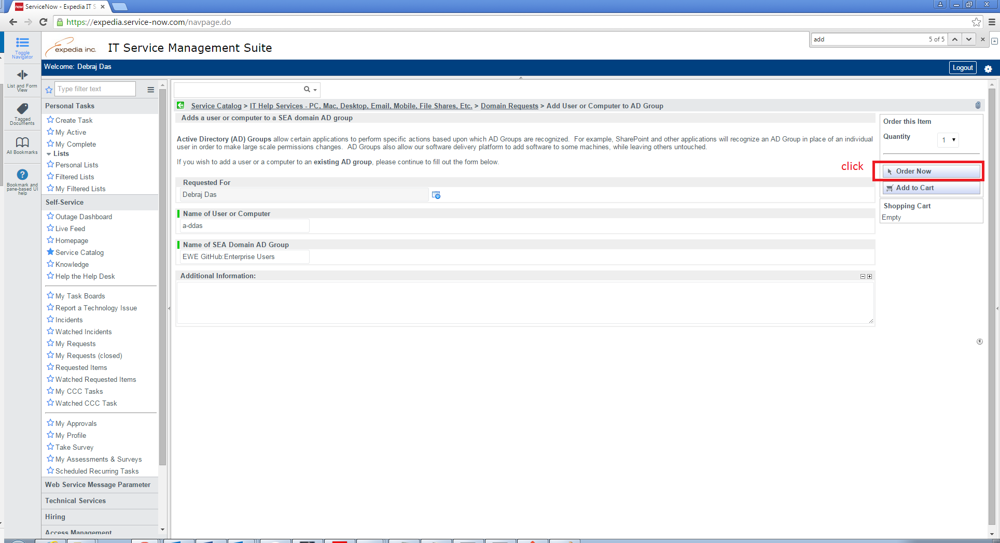 ServiceNow - Expedia IT S
https://expedia.service-now.com/navpage.do
add 5 of 5
Toggle Navigator
expedia inc. IT Service Management Suite
Welcome: Debraj Das
Logout
List and Form View
Tagged Documents
All Bookmarks
Bookmark and pane-based UI help
Type filter text
Personal Tasks
Create Task
My Active
My Complete
Lists
Personal Lists
Filtered Lists
My Filtered Lists
Self-Service
Outage Dashboard
Live Feed
Homepage
Service Catalog
Knowledge
Help the Help Desk
My Task Boards
Report a Technology Issue
Incidents
Watched Incidents
My Requests
My Requests (closed)
Requested Items
Watched Requested Items
My CCC Tasks
Watched CCC Task
My Approvals
My Profile
Take Survey
My Assessments & Surveys
Scheduled Recurring Tasks
Web Service Message Parameter
Technical Services
Hiring
Access Management
Service Catalog > IT Help Services - PC, Mac, Desktop, Email, Mobile, File Shares, Etc. > Domain Requests > Add User or Computer to AD Group
Adds a user or computer to a SEA domain AD group
Active Directory (AD) Groups allow certain applications to perform specific actions based upon which AD Groups are recognized. For example, SharePoint and other applications will recognize an AD Group in place of an individual
user in order to make large scale permissions changes. AD Groups also allow our software delivery platform to add software to some machines, while leaving others untouched.
If you wish to add a user or a computer to an existing AD group, please continue to fill out the form below.
Requested For
Debraj Das
Name of User or Computer
a-ddas
Name of SEA Domain AD Group
EWE GitHub:Enterprise Users
Additional Information:
Order this Item
Quantity 1
click
Order Now
Add to Cart
Shopping Cart
Empty